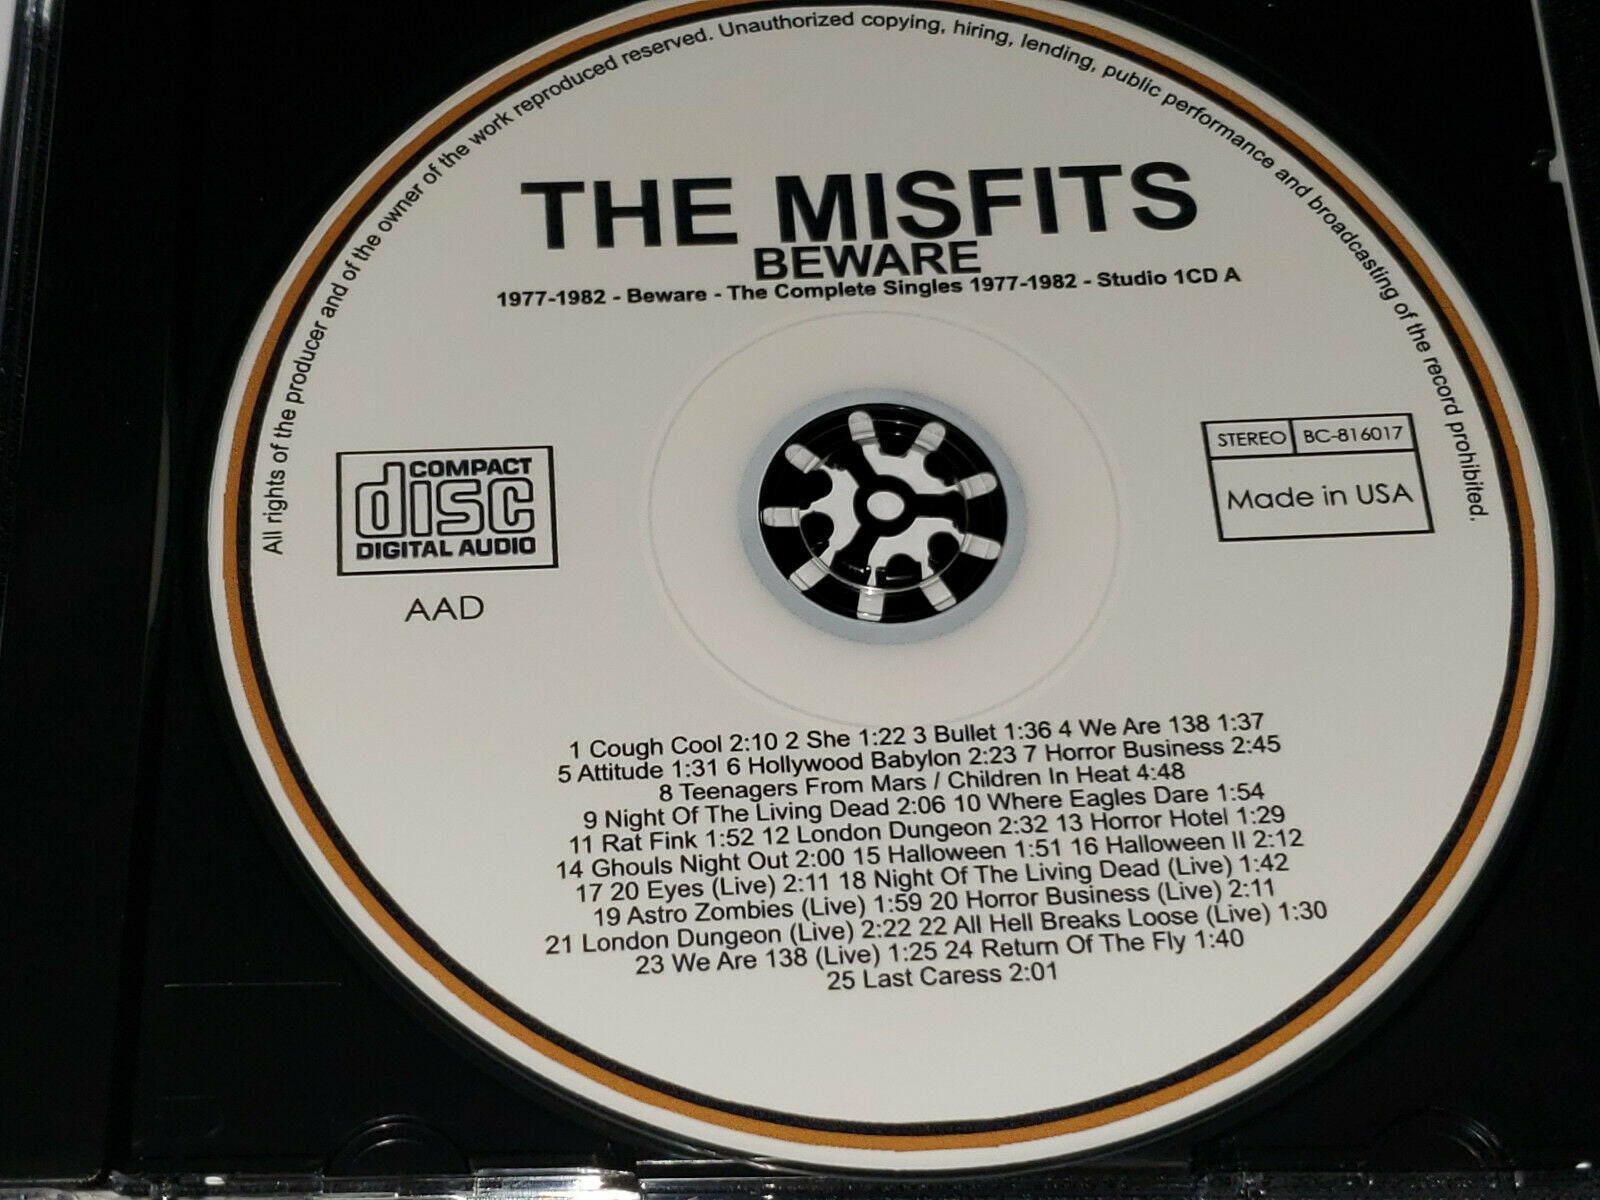 All rights of the producer and of the owner of the work reproduced reserved. Unauthorized copying, hiring, lending, public performance and broadcasting of the record prohibited.
THE MISFITS
BEWARE
1977-1982 - Beware - The Complete Singles 1977-1982 - Studio 1CD A
COMPACT
disc
DIGITAL AUDIO
AAD
STEREO BC-816017
Made in USA
1 Cough Cool 2:10 2 She 1:22 3 Bullet 1:36 4 We Are 138 1:37
5 Attitude 1:31 6 Hollywood Babylon 2:23 7 Horror Business 2:45
8 Teenagers From Mars / Children In Heat 4:48
9 Night Of The Living Dead 2:06 10 Where Eagles Dare 1:54
11 Rat Fink 1:52 12 London Dungeon 2:32 13 Horror Hotel 1:29
14 Ghouls Night Out 2:00 15 Halloween 1:51 16 Halloween II 2:12
17 20 Eyes (Live) 2:11 18 Night Of The Living Dead (Live) 1:42
19 Astro Zombies (Live) 1:59 20 Horror Business (Live) 2:11
21 London Dungeon (Live) 2:22 22 All Hell Breaks Loose (Live) 1:30
23 We Are 138 (Live) 1:25 24 Return Of The Fly 1:40
25 Last Caress 2:01